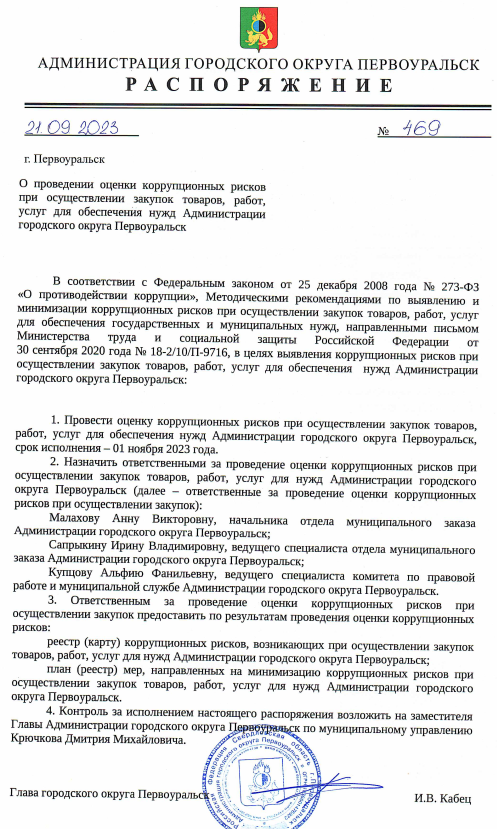 АДМИНИСТРАЦИЯ ГОРОДСКОГО ОКРУГА ПЕРВОУРАЛЬСК
РАСПОРЯЖЕНИЕ
21.09.2023 № 469
г. Первоуральск
О проведении оценки коррупционных рисков
при осуществлении закупок товаров, работ,
услуг для обеспечения нужд Администрации
городского округа Первоуральск
В соответствии с Федеральным законом от 25 декабря 2008 года № 273-ФЗ
«О противодействии коррупции», Методическими рекомендациями по выявлению и
минимизации коррупционных рисков при осуществлении закупок товаров, работ, услуг
для обеспечения государственных и муниципальных нужд, направленными письмом
Министерства труда и социальной защиты Российской Федерации от
30 сентября 2020 года № 18-2/10/П-9716, в целях выявления коррупционных рисков при
осуществлении закупок товаров, работ, услуг для обеспечения нужд Администрации
городского округа Первоуральск:
1. Провести оценку коррупционных рисков при осуществлении закупок товаров,
работ, услуг для обеспечения нужд Администрации городского округа Первоуральск,
срок исполнения – 01 ноября 2023 года.
2. Назначить ответственными за проведение оценки коррупционных рисков при
осуществлении закупок товаров, работ, услуг для нужд Администрации городского
округа Первоуральск (далее – ответственные за проведение оценки коррупционных
рисков при осуществлении закупок):
Малахову Анну Викторовну, начальника отдела муниципального заказа
Администрации городского округа Первоуральск;
Сапрыкину Ирину Владимировну, ведущего специалиста отдела муниципального
заказа Администрации городского округа Первоуральск;
Купцову Альфию Фанильевну, ведущего специалиста комитета по правовой
работе и муниципальной службе Администрации городского округа Первоуральск.
3. Ответственным за проведение оценки коррупционных рисков при
осуществлении закупок предоставить по результатам проведения оценки коррупционных
рисков:
реестр (карту) коррупционных рисков, возникающих при осуществлении закупок
товаров, работ, услуг для нужд Администрации городского округа Первоуральск;
план (реестр) мер, направленных на минимизацию коррупционных рисков при
осуществлении закупок товаров, работ, услуг для нужд Администрации городского
округа Первоуральск.
4. Контроль за исполнением настоящего распоряжения возложить на заместителя
Главы Администрации городского округа Первоуральск по муниципальному управлению
Крючкова Дмитрия Михайловича.
Глава городского округа Первоуральск И.В. Кабец